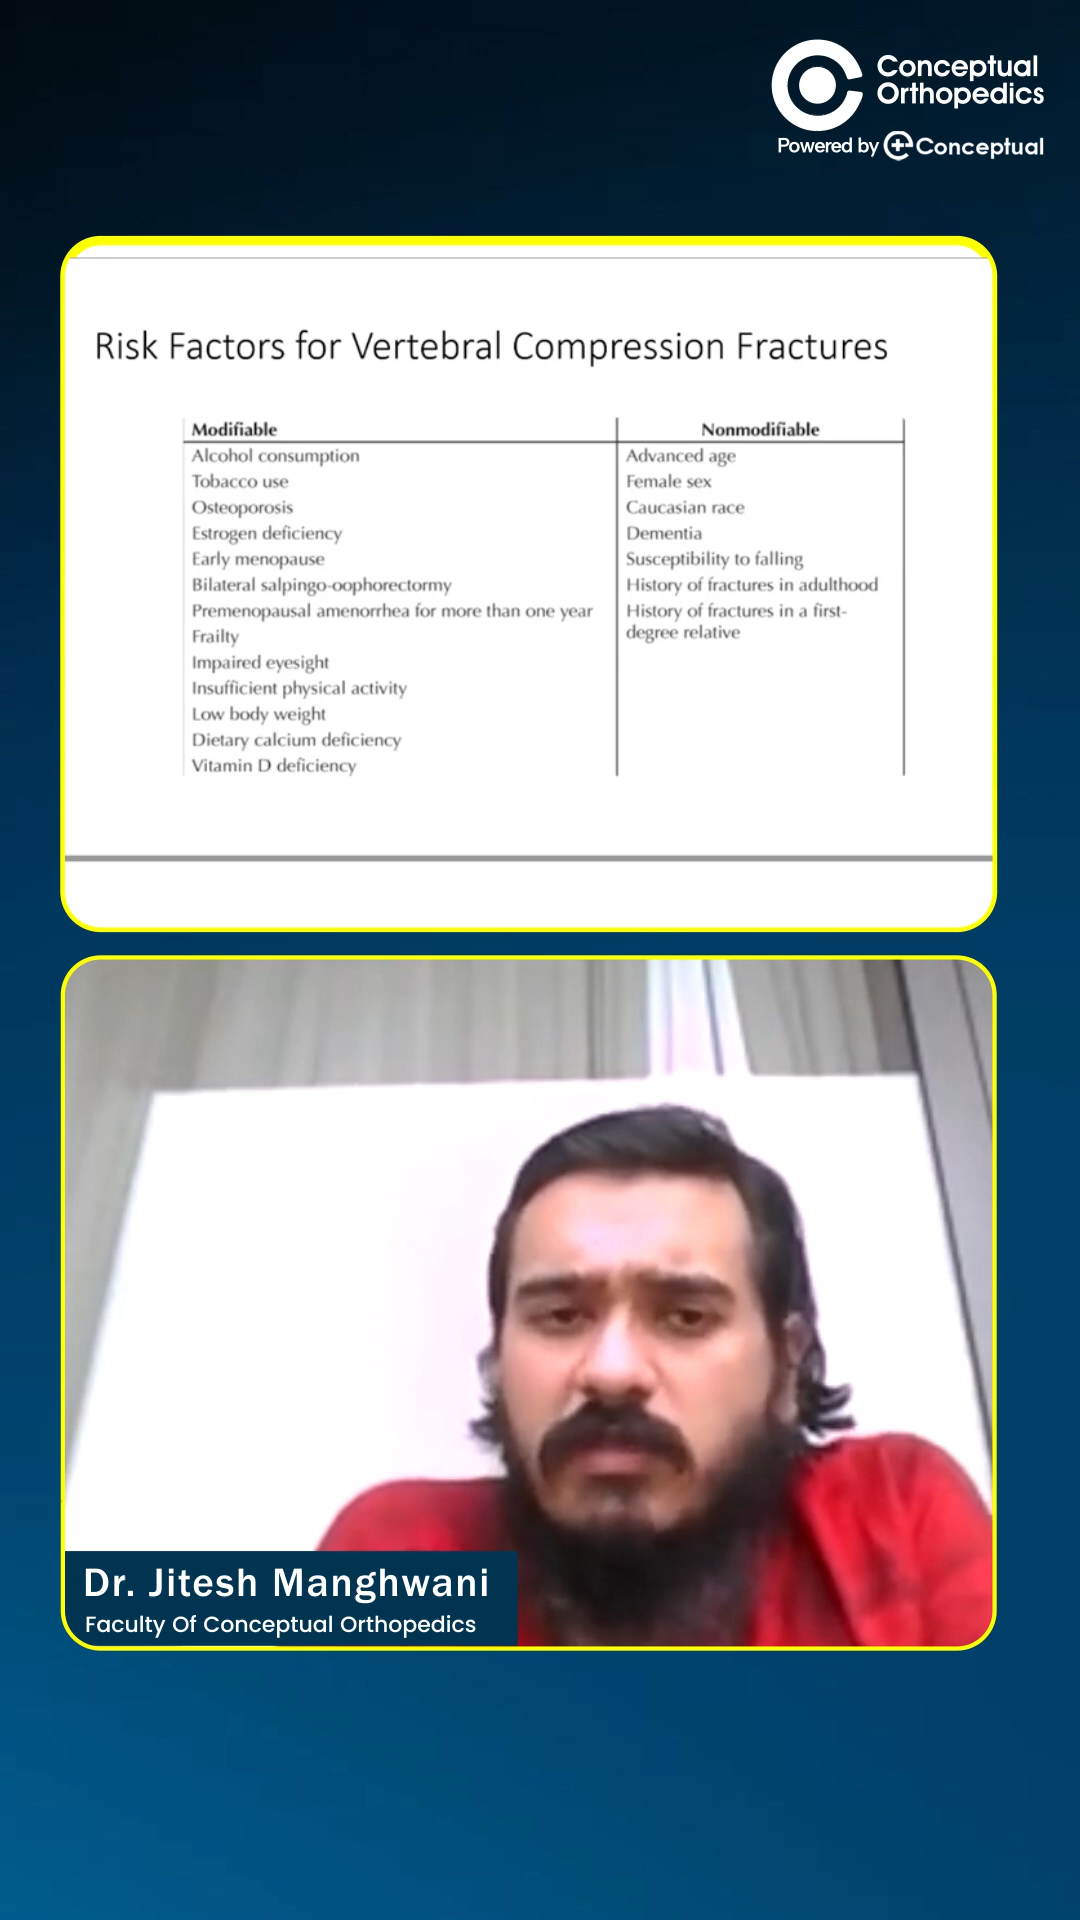 Conceptual
Orthopedics
Powered by Conceptual
Risk Factors for Vertebral Compression Fractures
Modifiable
Alcohol consumption
Tobacco use
Osteoporosis
Estrogen deficiency
Early menopause
Bilateral salpingo-oophorectormy
Premenopausal amenorrhea for more than one year
Frailty
Impaired eyesight
Insufficient physical activity
Low body weight
Dietary calcium deficiency
Vitamin D deficiency
Nonmodifiable
Advanced age
Female sex
Caucasian race
Dementia
Susceptibility to falling
History of fractures in adulthood
History of fractures in a first-
degree relative
Dr. Jitesh Manghwani
Faculty Of Conceptual Orthopedics